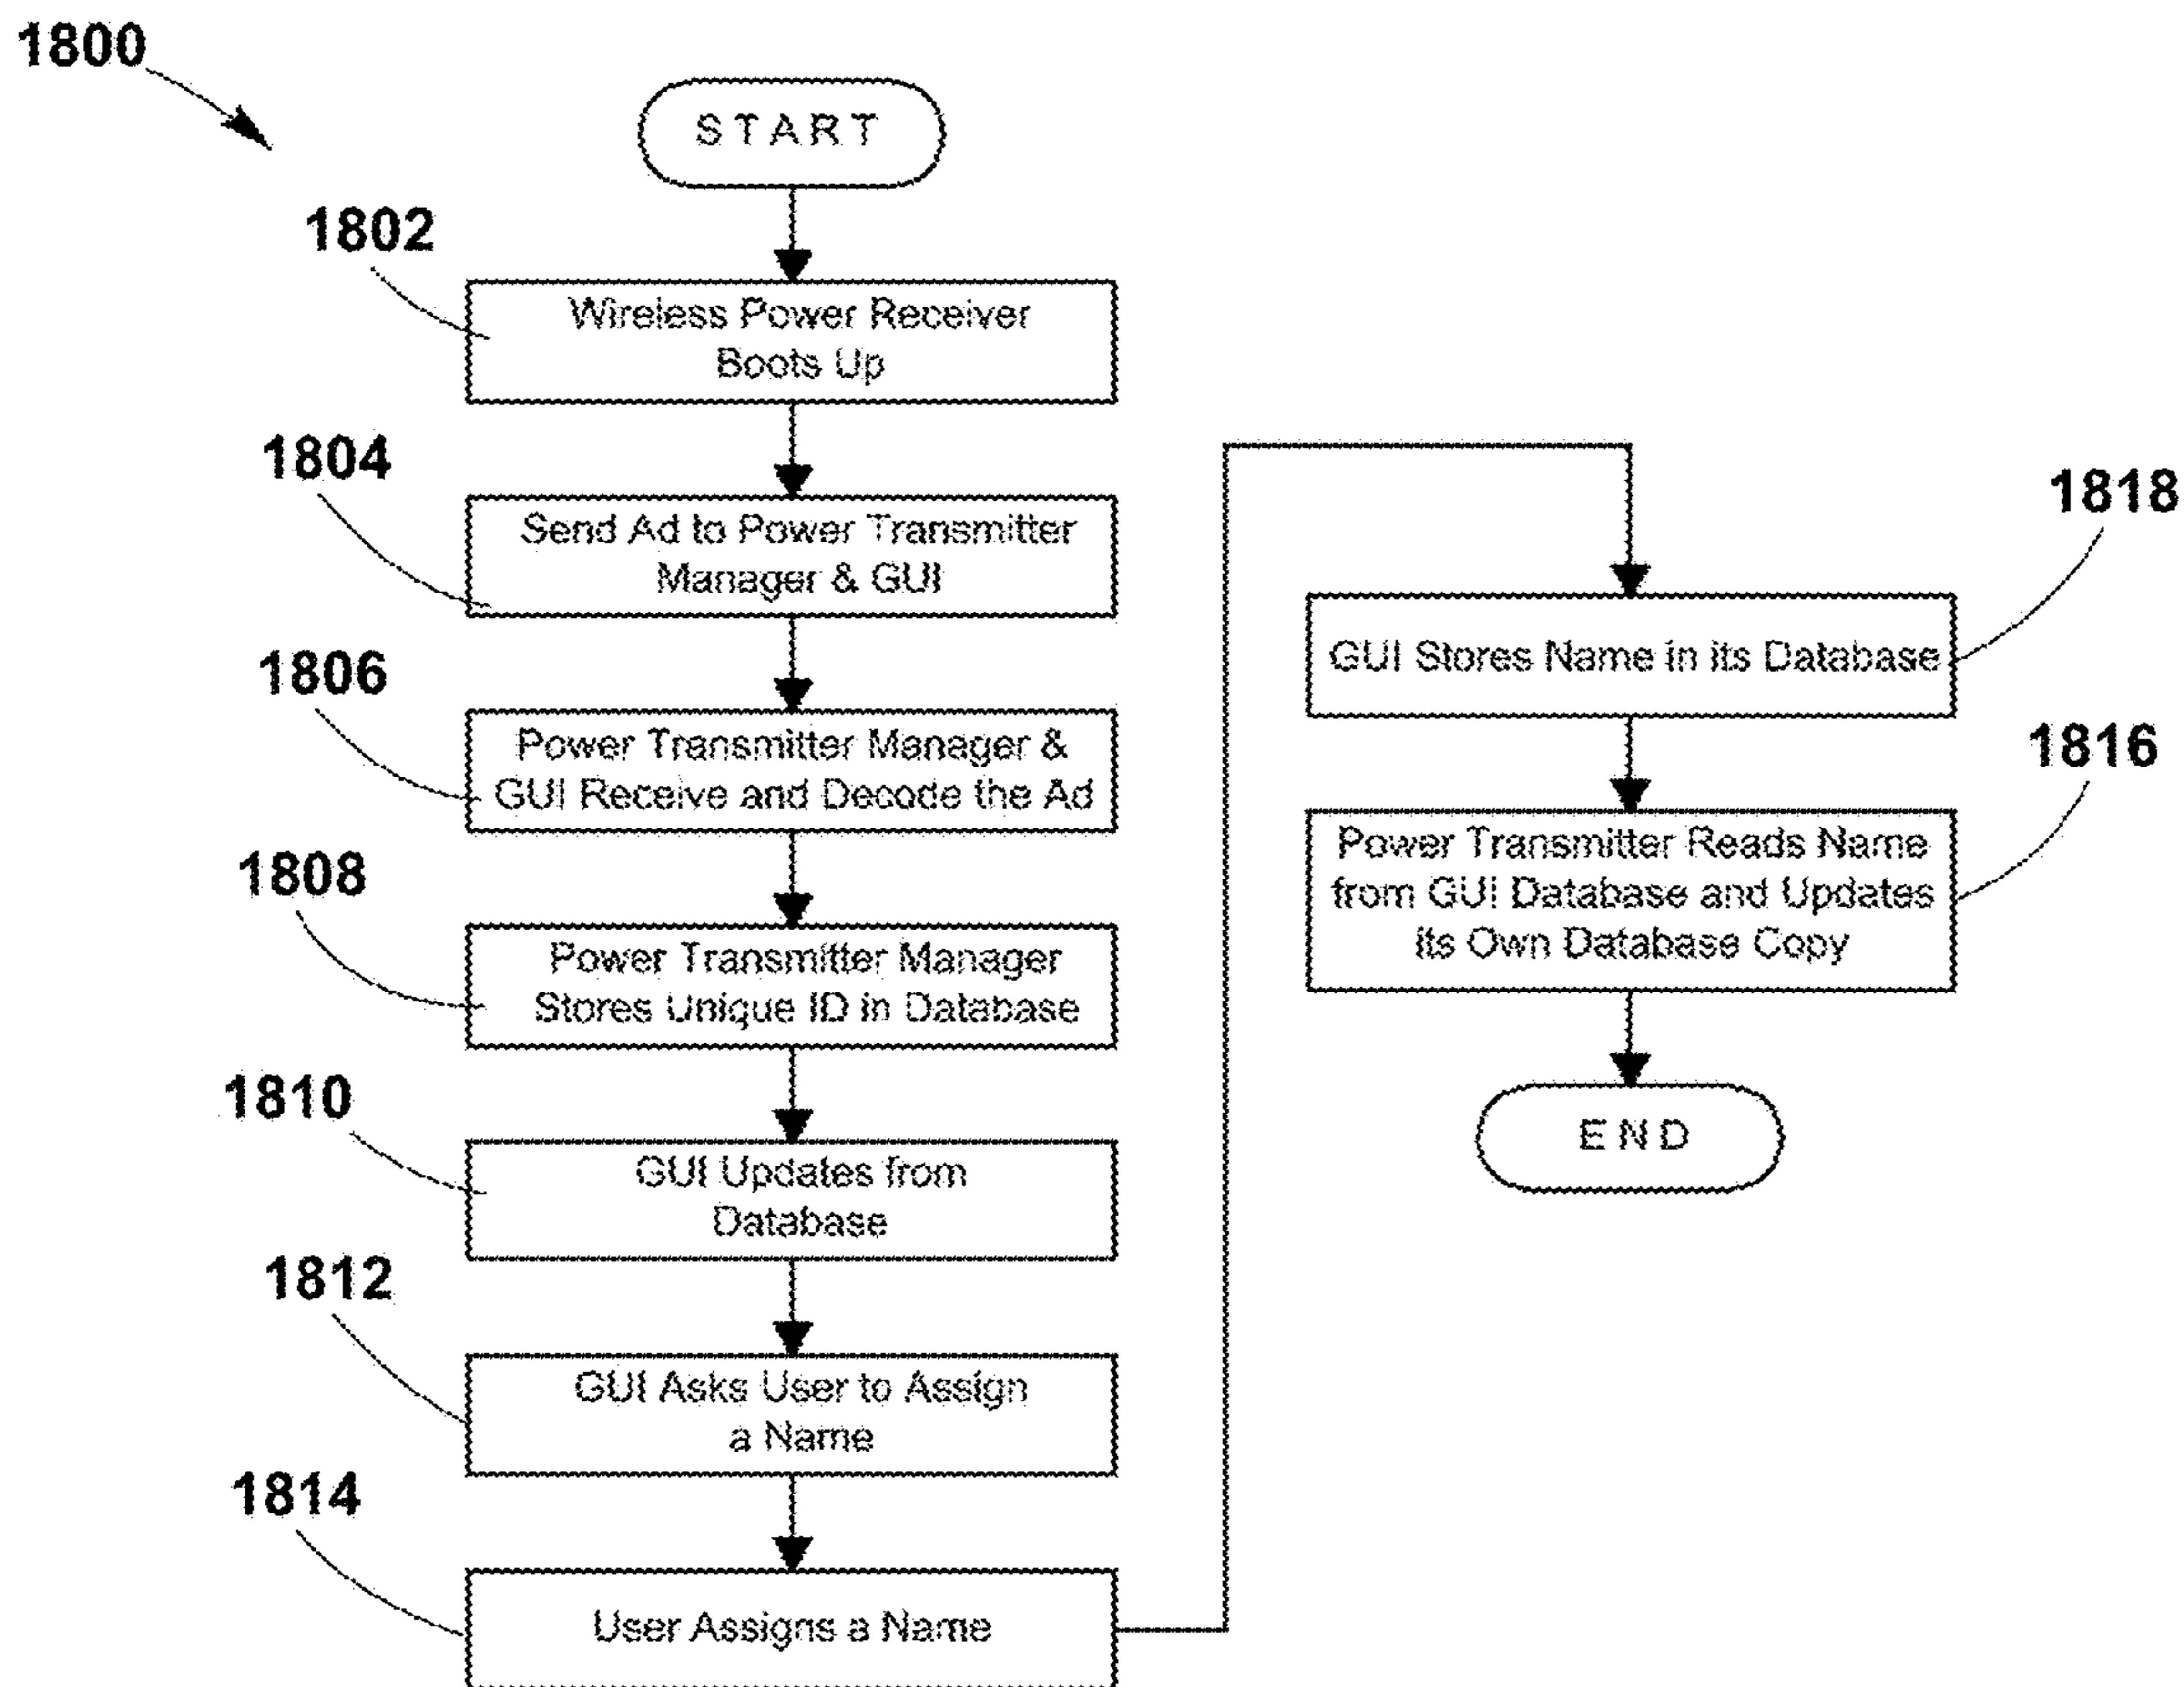 1800
START
1802
Wireless Power Receiver
Boots Up
1804
Send Ad to Power Transmitter
Manager & GUI
1806
Power Transmitter Manager &
GUI Receive and Decode the Ad
1808
Power Transmitter Manager
Stores Unique ID in Database
1810
GUI Updates from
Database
1812
GUI Asks User to Assign
a Name
1814
User Assigns a Name
1818
GUI Stores Name in its Database
1816
Power Transmitter Reads Name
from GUI Database and Updates
its Own Database Copy
END